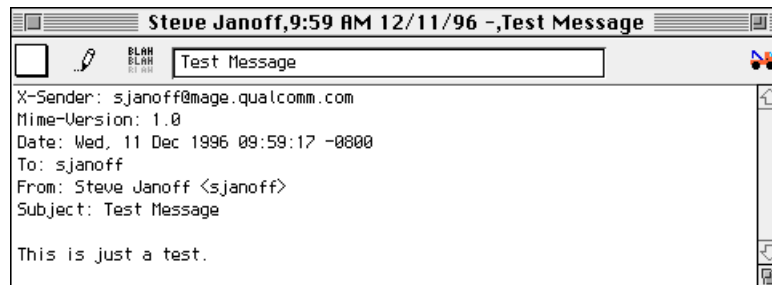 Steve Janoff,9:59 AM 12/11/96 -,Test Message
BLAH
BLAH
BLAH
Test Message
X-Sender: sjanoff@mage.qualcomm.com
Mime-Version: 1.0
Date: Wed, 11 Dec 1996 09:59:17 -0800
To: sjanoff
From: Steve Janoff <sjanoff>
Subject: Test Message
This is just a test.